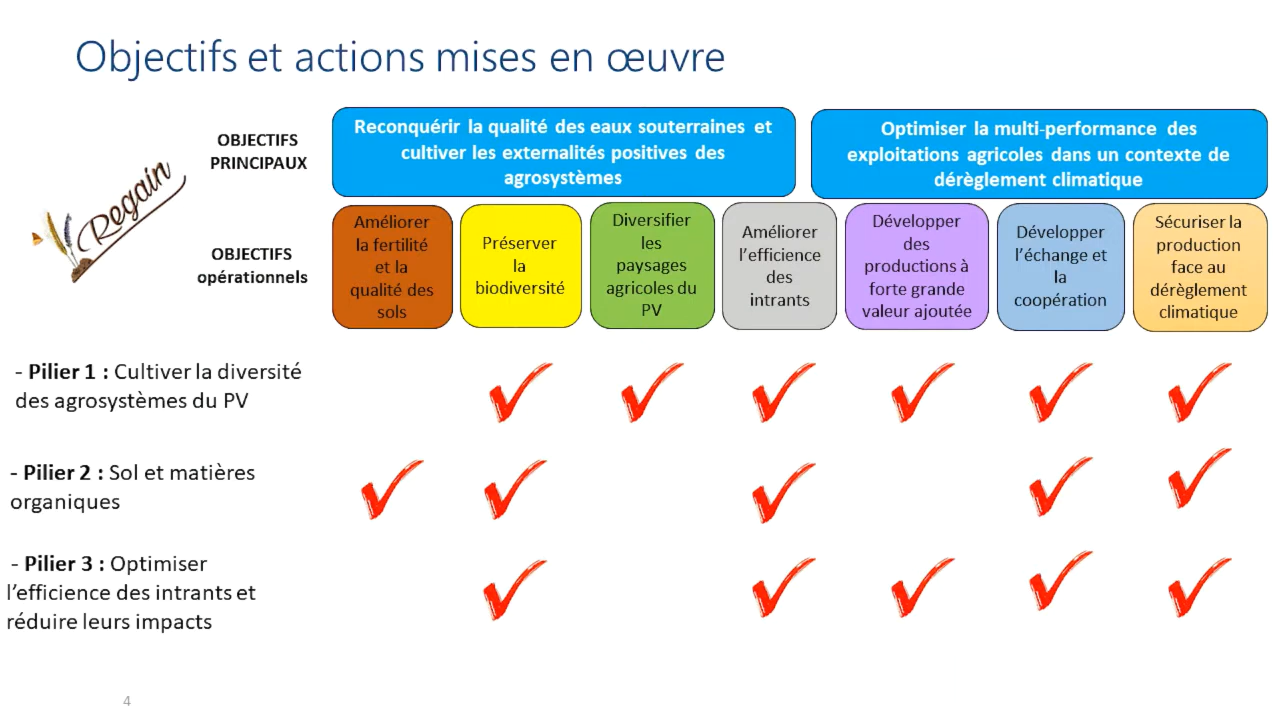 Objectifs et actions mises en œuvre
OBJECTIFS
PRINCIPAUX
Reconquérir la qualité des eaux souterraines et
cultiver les externalités positives des
agrosystèmes
Optimiser la multi-performance des
exploitations agricoles dans un contexte de
dérèglement climatique
Regain
OBJECTIFS
opérationnels
Améliorer
la fertilité
et la
qualité des
sols
Préserver
la
biodiversité
Diversifier
les
paysages
agricoles du
PV
Améliorer
l’efficience
des
intrants
Développer
des
productions à
forte grande
valeur ajoutée
Développer
l’échange et
la
coopération
Sécuriser la
production
face au
dérèglement
climatique
- Pilier 1 : Cultiver la diversité
des agrosystèmes du PV
- Pilier 2 : Sol et matières
organiques
- Pilier 3 : Optimiser
l’efficience des intrants et
réduire leurs impacts
4